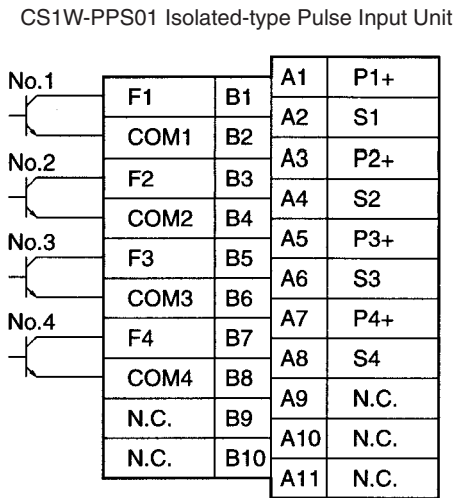 CS1W-PPS01 Isolated-type Pulse Input Unit
No.1
No.2
No.3
No.4
F1 B1
COM1 B2
F2 B3
COM2 B4
F3 B5
COM3 B6
F4 B7
COM4 B8
N.C. B9
N.C. B10
A1 P1+
A2 S1
A3 P2+
A4 S2
A5 P3+
A6 S3
A7 P4+
A8 S4
A9 N.C.
A10 N.C.
A11 N.C.